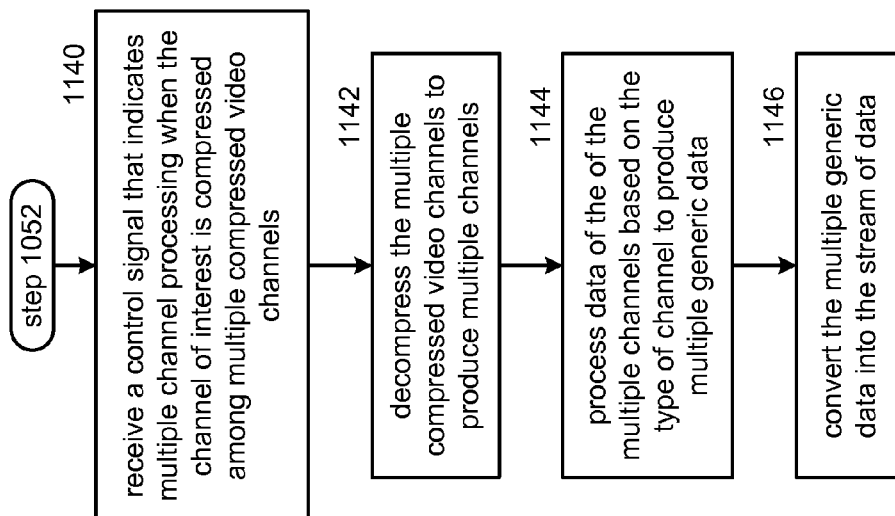 step 1052
1140
receive a control signal that indicates
multiple channel processing when the
channel of interest is compressed
among multiple compressed video
channels
1142
decompress the multiple
compressed video channels to
produce multiple channels
1144
process data of the of the
multiple channels based on the
type of channel to produce
multiple generic data
1146
convert the multiple generic
data into the stream of data